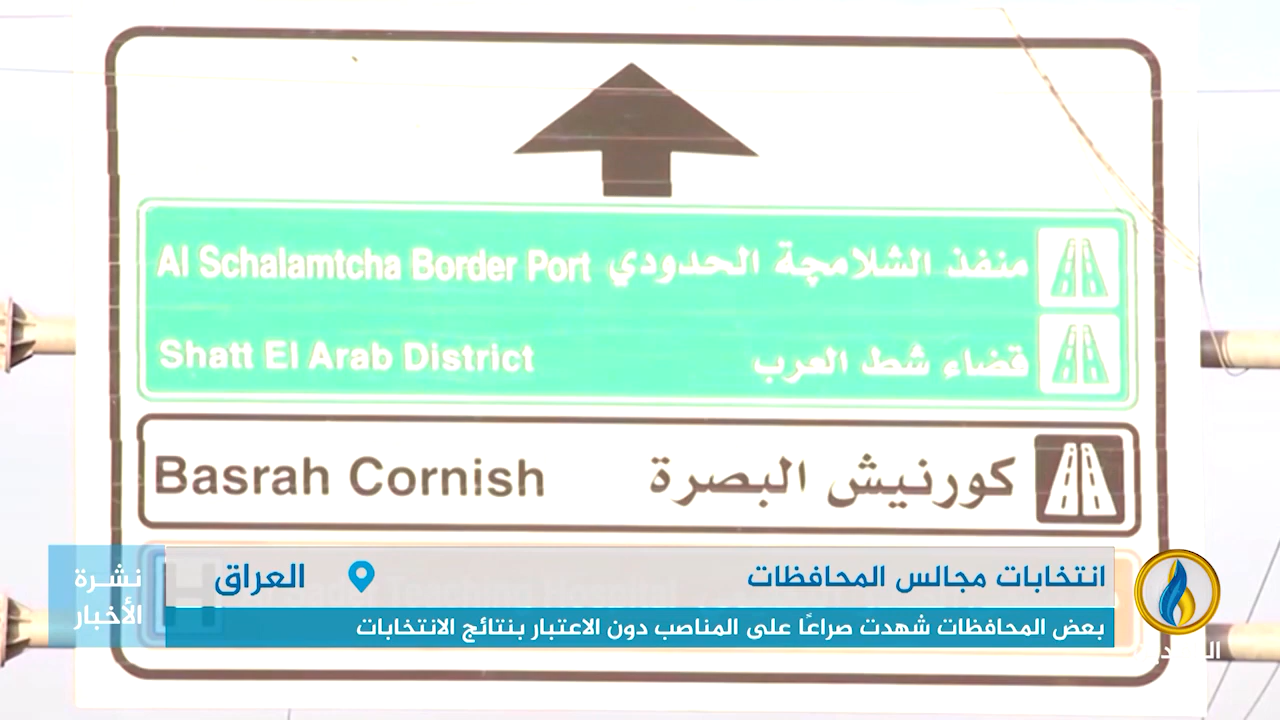 Al Schalamtcha Border Port منفذ الشلامچة الحدودي
Shatt El Arab District قضاء شط العرب
Basrah Cornish كورنيش البصرة
انتخابات مجالس المحافظات
العراق
بعض المحافظات شهدت صراعًا على المناصب دون الاعتبار بنتائج الانتخابات
نشرة
الأخبار